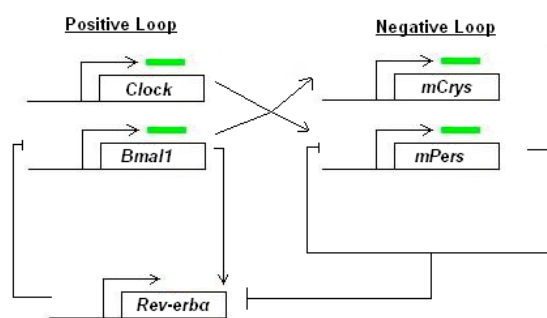 Positive Loop
Negative Loop
Clock
mCrys
Bmal1
mPers
Rev-erbα